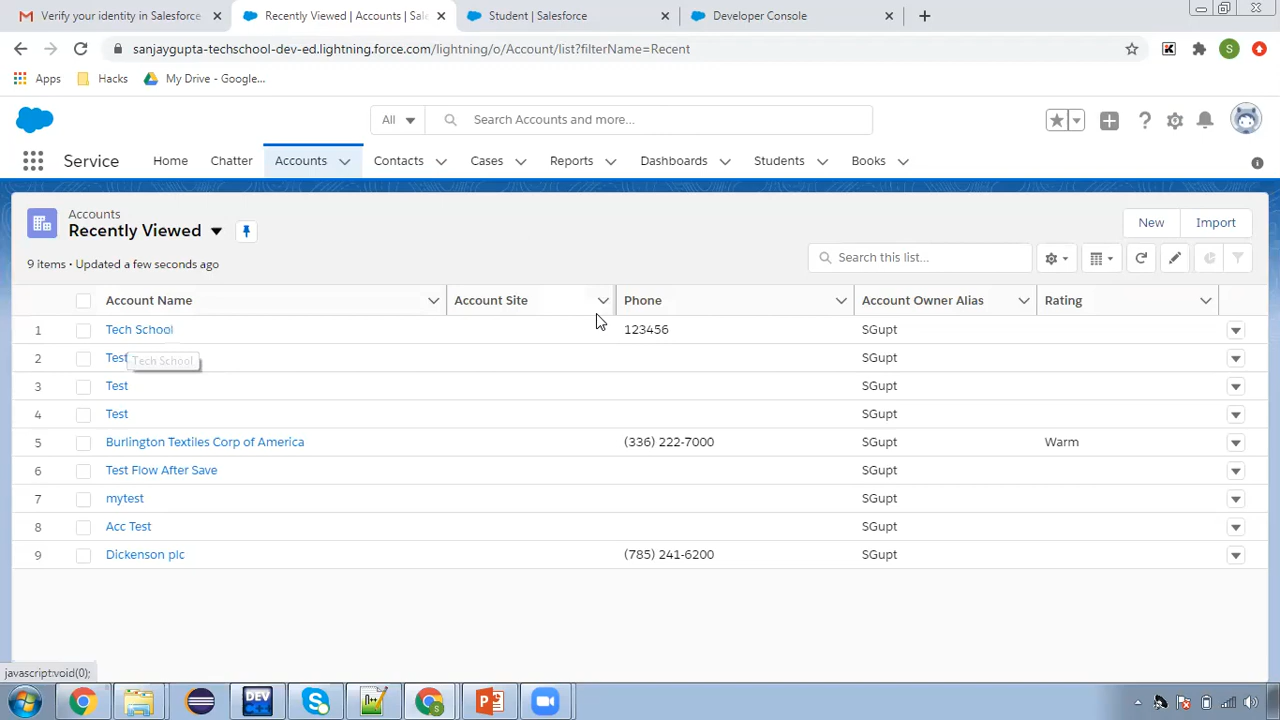 Verify your identity in Salesforce
Recently Viewed | Accounts | Sal
Student | Salesforce
Developer Console
sanjaygupta-techschool-dev-ed.lightning.force.com/lightning/o/Account/list?filterName=Recent
K
S
Apps
Hacks
My Drive - Google...
All
Search Accounts and more...
Service
Home
Chatter
Accounts
Contacts
Cases
Reports
Dashboards
Students
Books
Accounts
Recently Viewed
New
Import
9 items • Updated a few seconds ago
Search this list...
Account Name
Account Site
Phone
Account Owner Alias
Rating
1 Tech School 123456 SGupt
2 Test SGupt
Tech School
3 Test SGupt
4 Test SGupt
5 Burlington Textiles Corp of America (336) 222-7000 SGupt Warm
6 Test Flow After Save SGupt
7 mytest SGupt
8 Acc Test SGupt
9 Dickenson plc (785) 241-6200 SGupt
javascript:void(0);
DEV